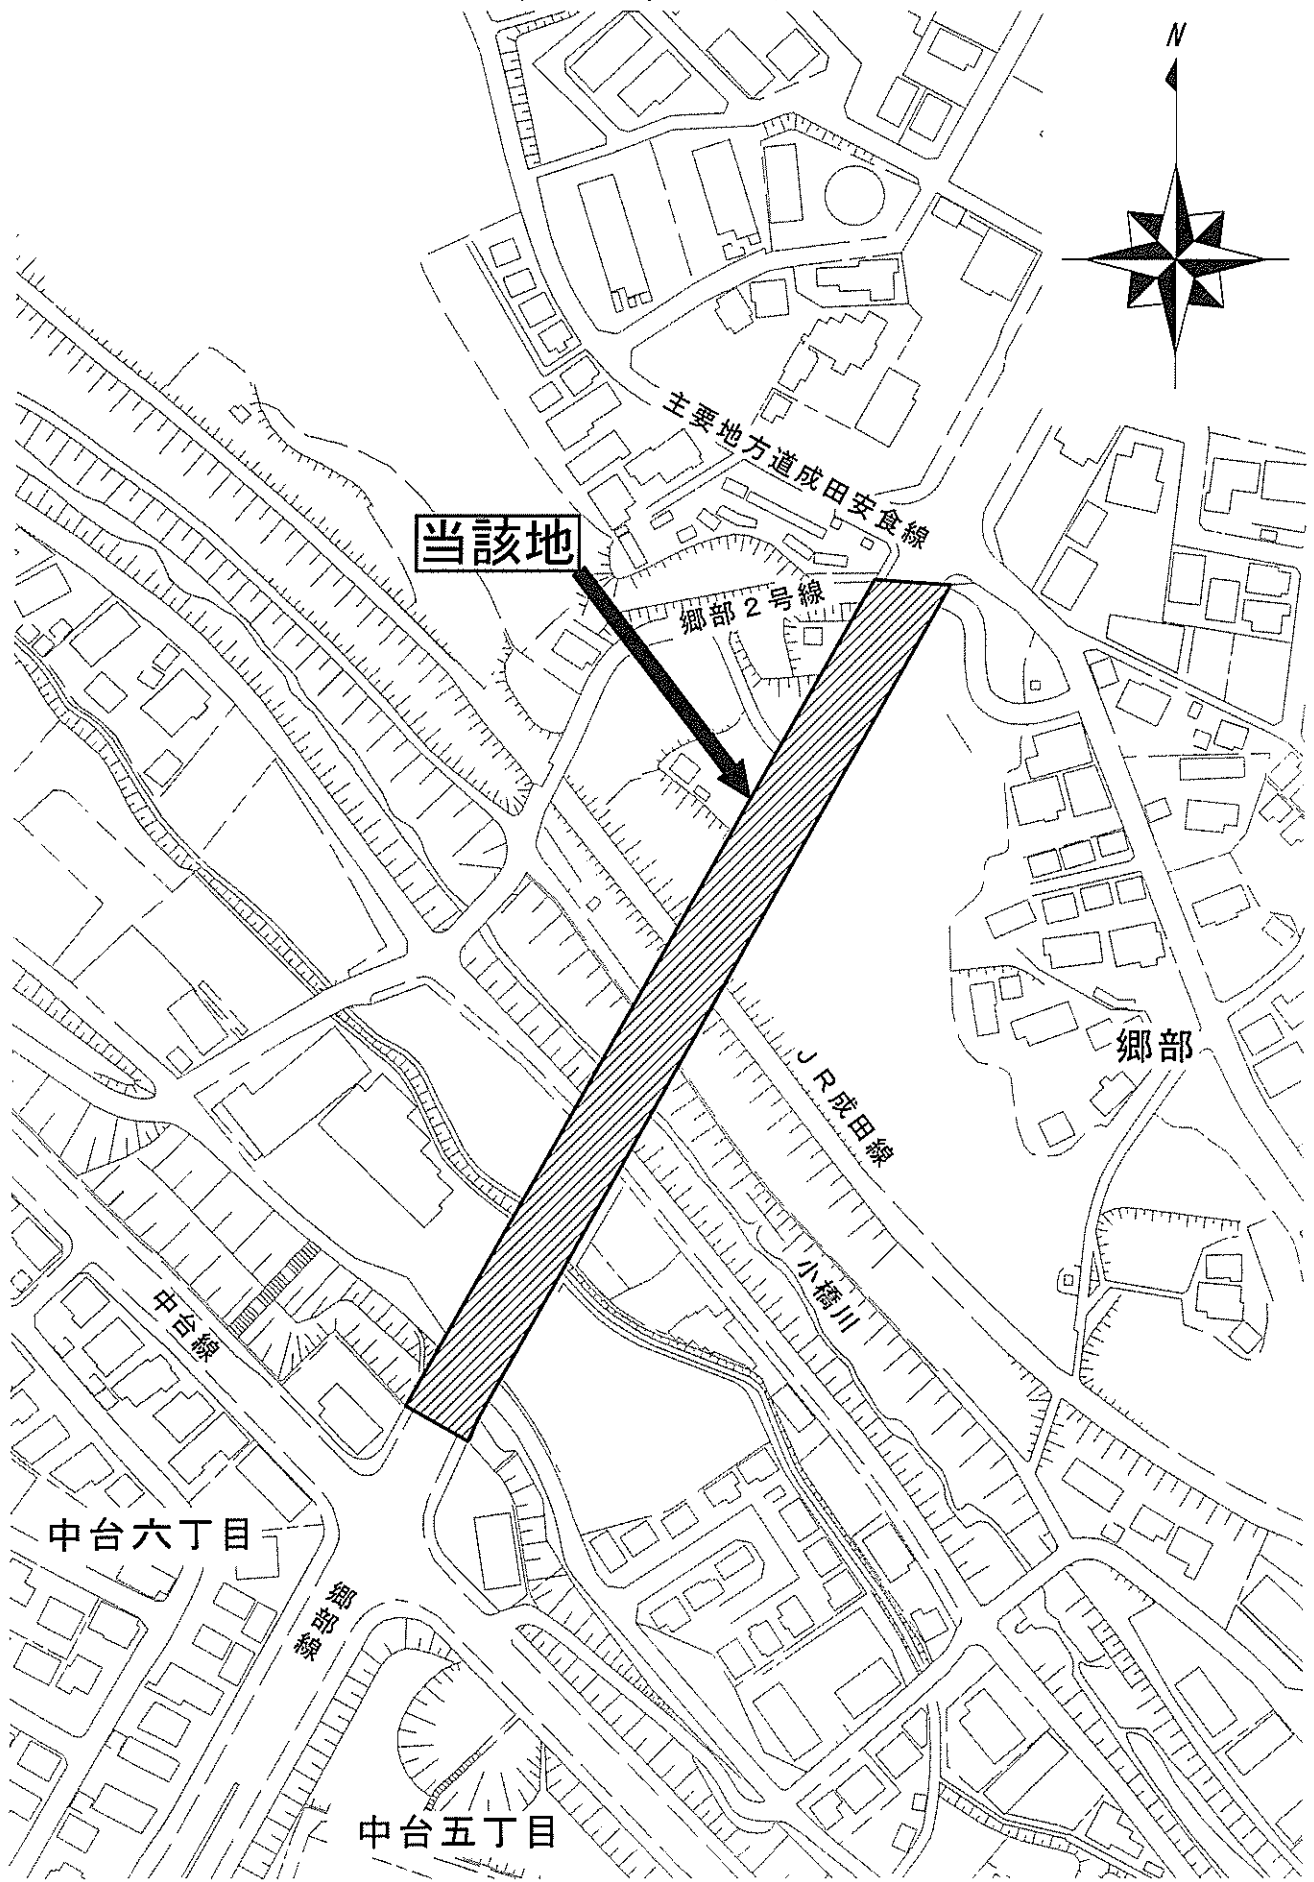 N
主要地方道成田安食線
当該地
郷部２号線
郷部
ＪＲ成田線
小橋川
中台線
中台六丁目
郷部線
中台五丁目